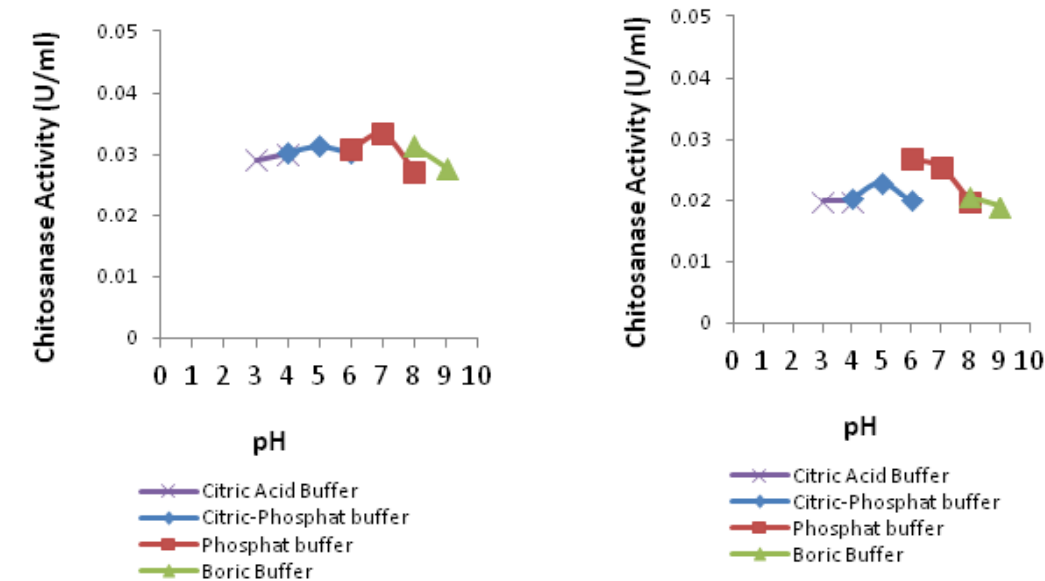 Chitosanase Activity (U/ml)
0.05
0.04
0.03
0.02
0.01
0
0 1 2 3 4 5 6 7 8 9 10
pH
Citric Acid Buffer
Citric-Phosphat buffer
Phosphat buffer
Boric Buffer
Chitosanase Activity (U/ml)
0.05
0.04
0.03
0.02
0.01
0
0 1 2 3 4 5 6 7 8 9 10
pH
Citric Acid Buffer
Citric-Phosphat buffer
Phosphat buffer
Boric Buffer